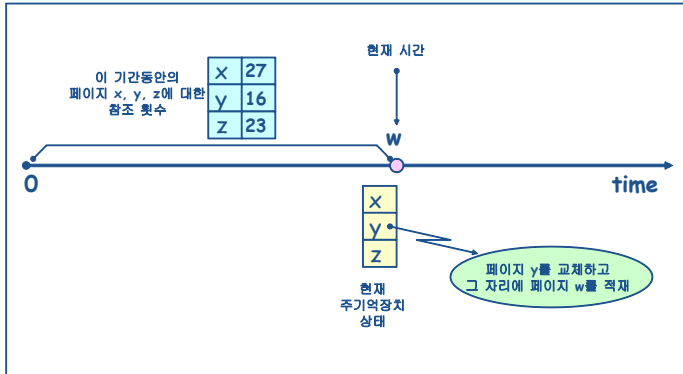 현재 시간
이 기간동안의
페이지 x, y, z에 대한
참조 횟수
x 27
y 16
z 23
w
0
time
x
y
z
페이지 y를 교체하고
그 자리에 페이지 w를 적재
현재
주기억장치
상태